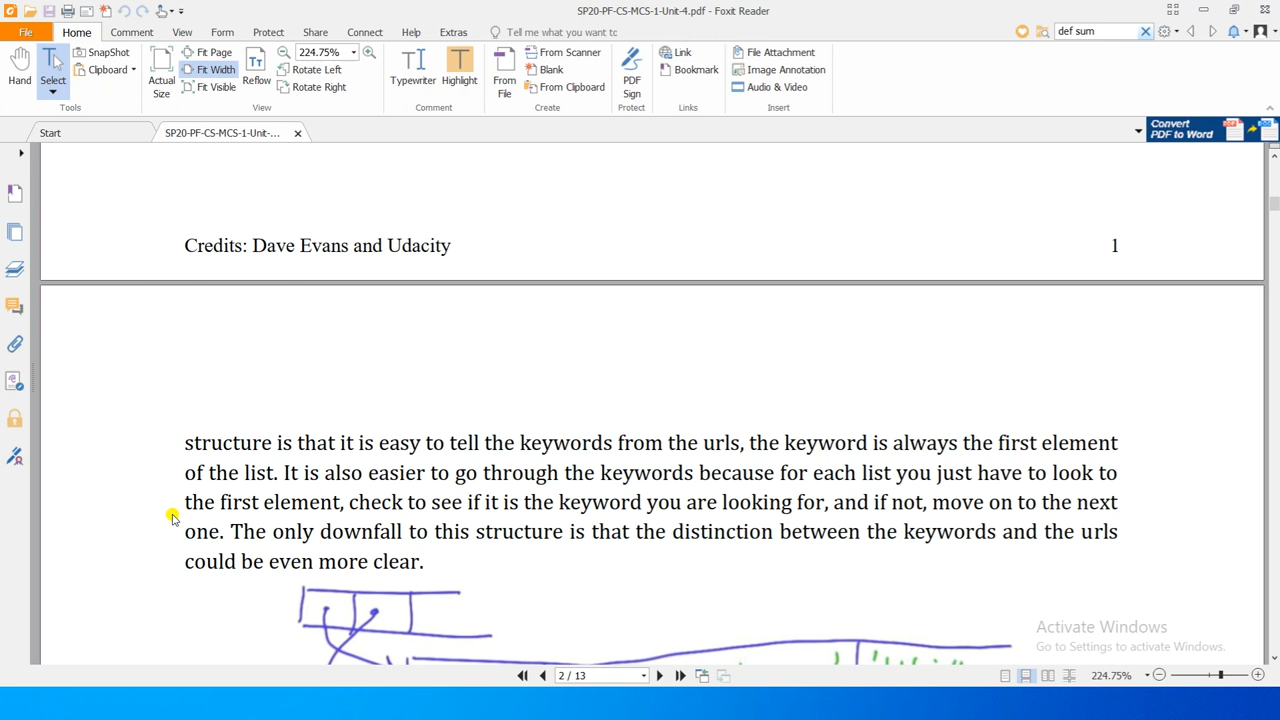 SP20-PF-CS-MCS-1-Unit-4.pdf - Foxit Reader
File Home Comment View Form Protect Share Connect Help Extras Tell me what you want tc def sum
Hand
Select
SnapShot
Clipboard
Tools
Actual Size
Fit Page
Fit Width
Fit Visible
Reflow
224.75%
Rotate Left
Rotate Right
View
Typewriter
Highlight
Comment
From File
From Scanner
Blank
From Clipboard
Create
PDF Sign
Protect
Link
Bookmark
Links
File Attachment
Image Annotation
Audio & Video
Insert
Start
SP20-PF-CS-MCS-1-Unit-...
Convert
PDF to Word
Credits: Dave Evans and Udacity 1
structure is that it is easy to tell the keywords from the urls, the keyword is always the first element
of the list. It is also easier to go through the keywords because for each list you just have to look to
the first element, check to see if it is the keyword you are looking for, and if not, move on to the next
one. The only downfall to this structure is that the distinction between the keywords and the urls
could be even more clear.
Activate Windows
Go to Settings to activate Windows.
2 / 13
224.75%